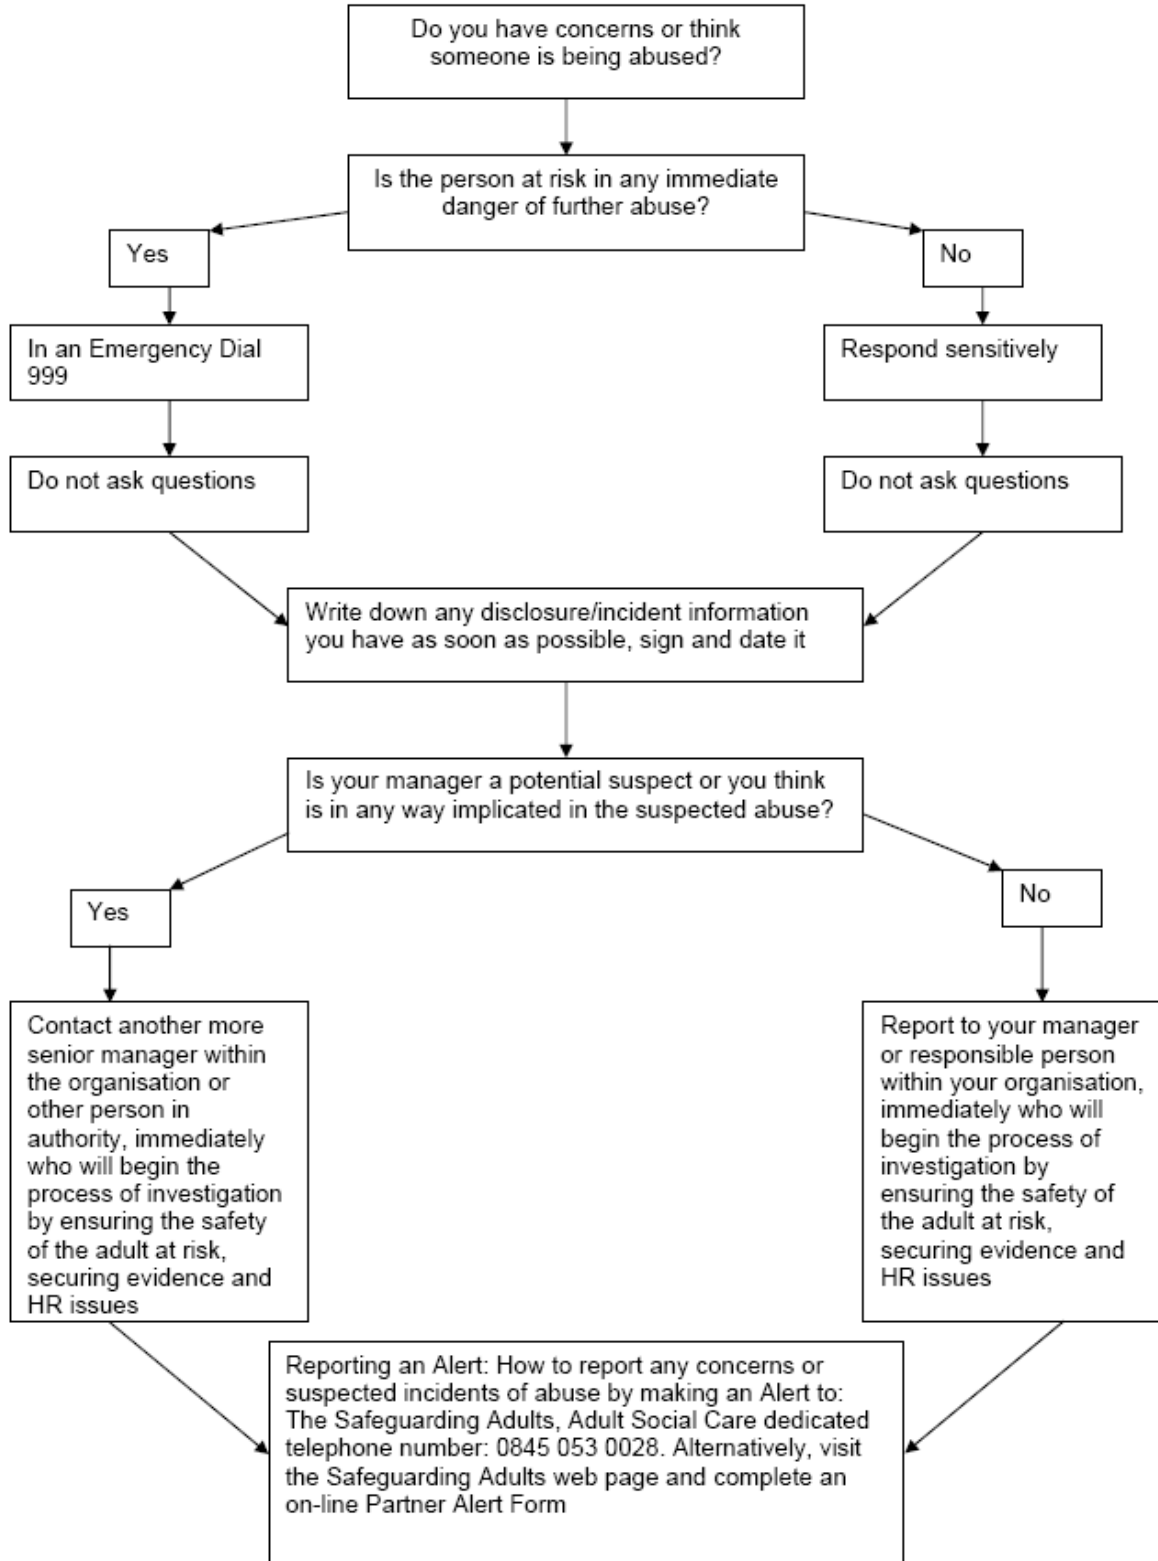 Do you have concerns or think
someone is being abused?
Is the person at risk in any immediate
danger of further abuse?
Yes
No
In an Emergency Dial
999
Respond sensitively
Do not ask questions
Do not ask questions
Write down any disclosure/incident information
you have as soon as possible, sign and date it
Is your manager a potential suspect or you think
is in any way implicated in the suspected abuse?
Yes
No
Contact another more
senior manager within
the organisation or
other person in
authority, immediately
who will begin the
process of investigation
by ensuring the safety
of the adult at risk,
securing evidence and
HR issues
Report to your manager
or responsible person
within your organisation,
immediately who will
begin the process of
investigation by
ensuring the safety of
the adult at risk,
securing evidence and
HR issues
Reporting an Alert: How to report any concerns or
suspected incidents of abuse by making an Alert to:
The Safeguarding Adults, Adult Social Care dedicated
telephone number: 0845 053 0028. Alternatively, visit
the Safeguarding Adults web page and complete an
on-line Partner Alert Form